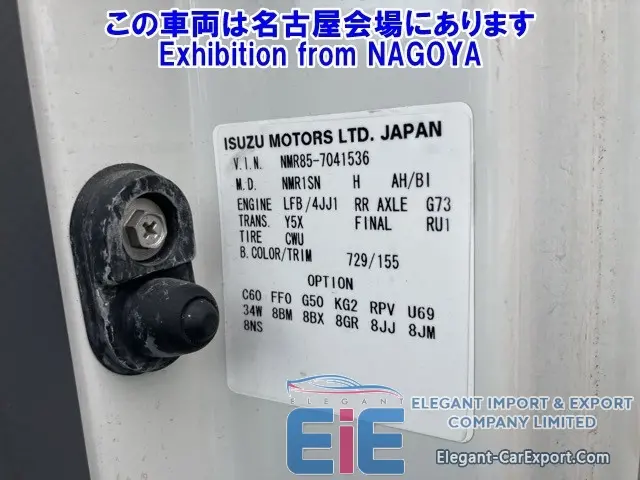 この車両は名古屋会場にあります
Exhibition from NAGOYA
ISUZU MOTORS LTD. JAPAN
V.I.N. NMR85-7041536
M.D. NMR1SN H AH/BI
ENGINE LFB/4JJ1 RR AXLE G73
TRANS. Y5X FINAL RU1
TIRE CWU
B.COLOR/TRIM 729/155
OPTION
C60 FF0 G50 KG2 RPV U69
34W 8BM 8BX 8GR 8JJ 8JM
8NS
ELEGANT
EiE
ELEGANT IMPORT & EXPORT
COMPANY LIMITED
Elegant-CarExport.Com